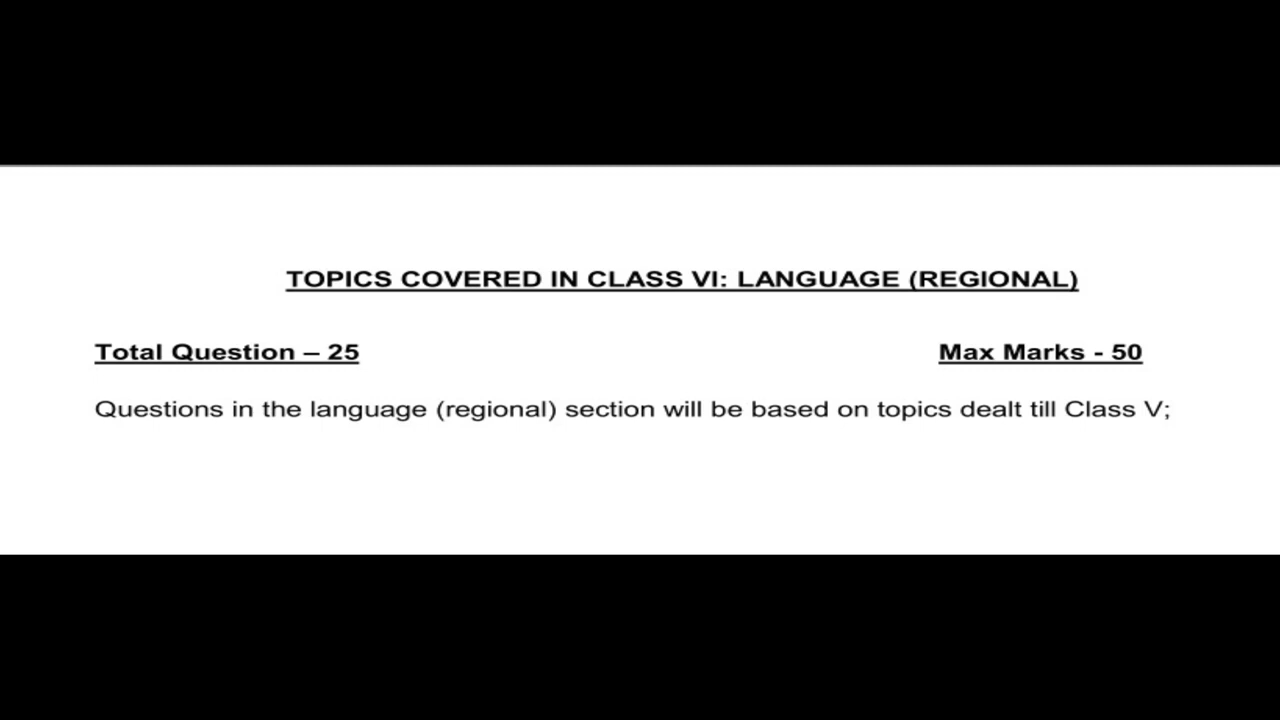 TOPICS COVERED IN CLASS VI: LANGUAGE (REGIONAL)
Total Question – 25 Max Marks - 50
Questions in the language (regional) section will be based on topics dealt till Class V;